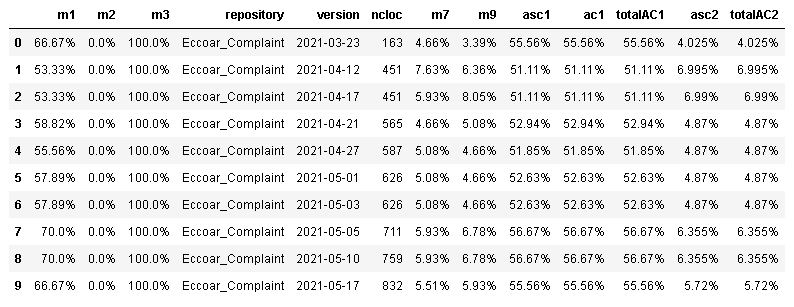 m1 m2 m3 repository version ncloc m7 m9 asc1 ac1 totalAC1 asc2 totalAC2
0 66.67% 0.0% 100.0% Eccoar_Complaint 2021-03-23 163 4.66% 3.39% 55.56% 55.56% 55.56% 4.025% 4.025%
1 53.33% 0.0% 100.0% Eccoar_Complaint 2021-04-12 451 7.63% 6.36% 51.11% 51.11% 51.11% 6.995% 6.995%
2 53.33% 0.0% 100.0% Eccoar_Complaint 2021-04-17 451 5.93% 8.05% 51.11% 51.11% 51.11% 6.99% 6.99%
3 58.82% 0.0% 100.0% Eccoar_Complaint 2021-04-21 565 4.66% 5.08% 52.94% 52.94% 52.94% 4.87% 4.87%
4 55.56% 0.0% 100.0% Eccoar_Complaint 2021-04-27 587 5.08% 4.66% 51.85% 51.85% 51.85% 4.87% 4.87%
5 57.89% 0.0% 100.0% Eccoar_Complaint 2021-05-01 626 5.08% 4.66% 52.63% 52.63% 52.63% 4.87% 4.87%
6 57.89% 0.0% 100.0% Eccoar_Complaint 2021-05-03 626 5.08% 4.66% 52.63% 52.63% 52.63% 4.87% 4.87%
7 70.0% 0.0% 100.0% Eccoar_Complaint 2021-05-05 711 5.93% 6.78% 56.67% 56.67% 56.67% 6.355% 6.355%
8 70.0% 0.0% 100.0% Eccoar_Complaint 2021-05-10 759 5.93% 6.78% 56.67% 56.67% 56.67% 6.355% 6.355%
9 66.67% 0.0% 100.0% Eccoar_Complaint 2021-05-17 832 5.51% 5.93% 55.56% 55.56% 55.56% 5.72% 5.72%